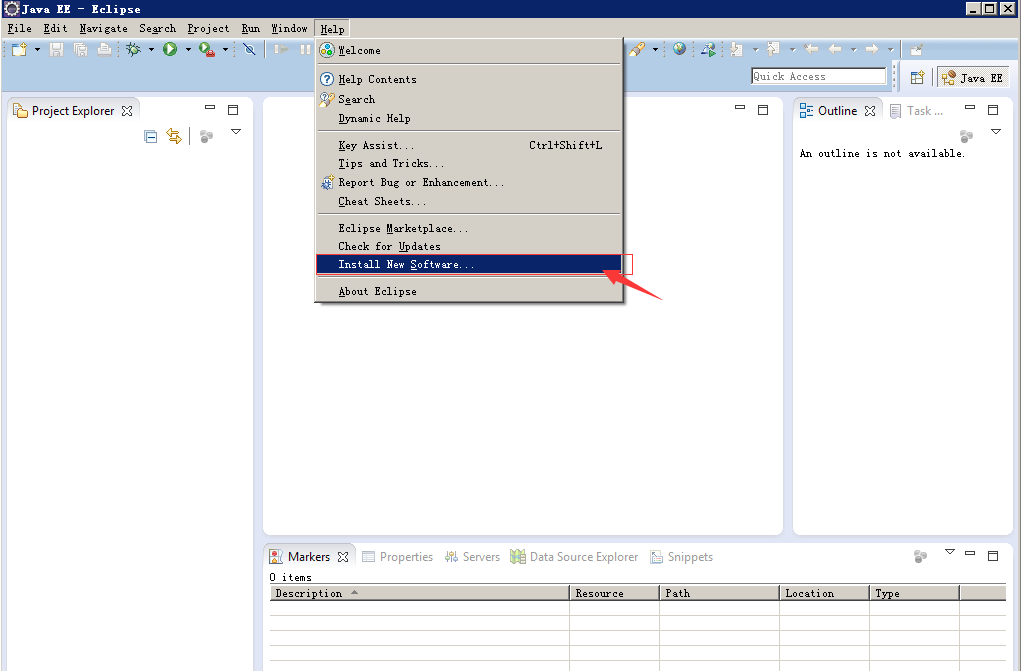 Java EE - Eclipse
File Edit Navigate Search Project Run Window Help
Welcome
Help Contents
Search
Dynamic Help
Key Assist... Ctrl+Shift+L
Tips and Tricks...
Report Bug or Enhancement...
Cheat Sheets...
Eclipse Marketplace...
Check for Updates
Install New Software...
About Eclipse
Quick Access
Java EE
Project Explorer
Outline Task ...
An outline is not available.
Markers Properties Servers Data Source Explorer Snippets
0 items
Description Resource Path Location Type